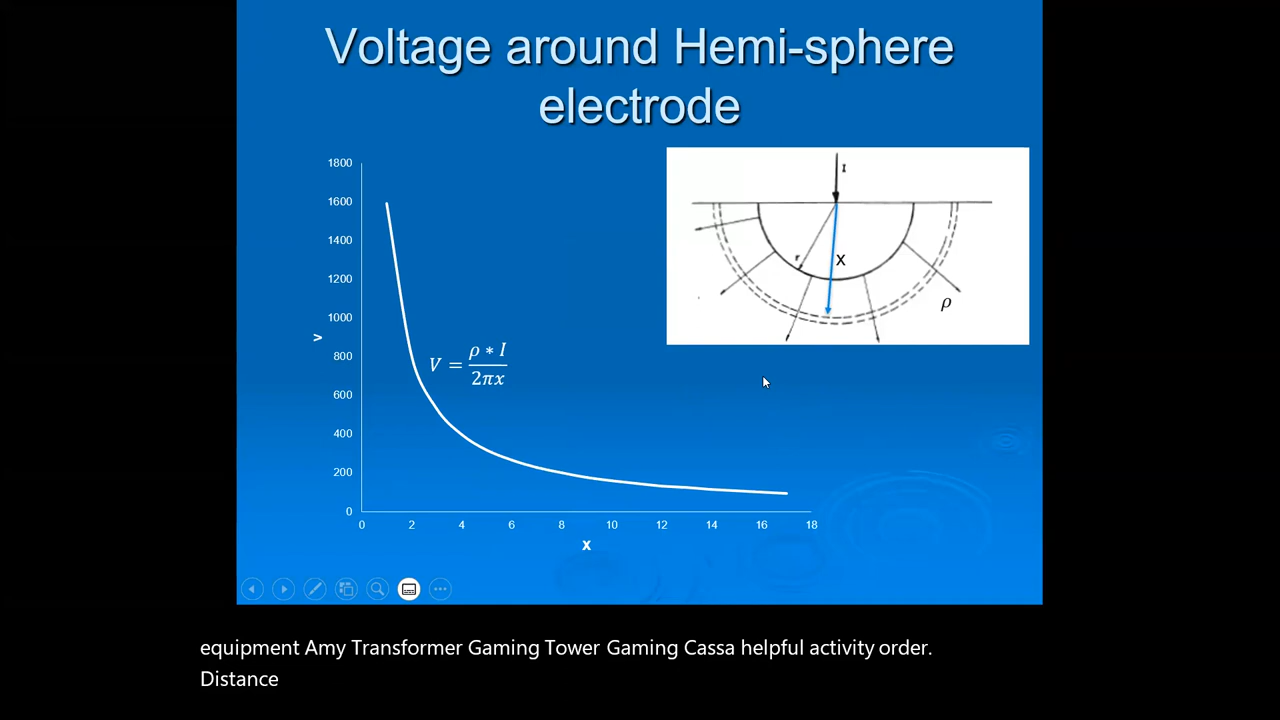 Voltage around Hemi-sphere
electrode
1800
1600
1400
1200
1000
800
600
400
200
0
V
V = ρ * I / 2πx
0 2 4 6 8 10 12 14 16 18
X
I
r
X
ρ
equipment Amy Transformer Gaming Tower Gaming Cassa helpful activity order.
Distance